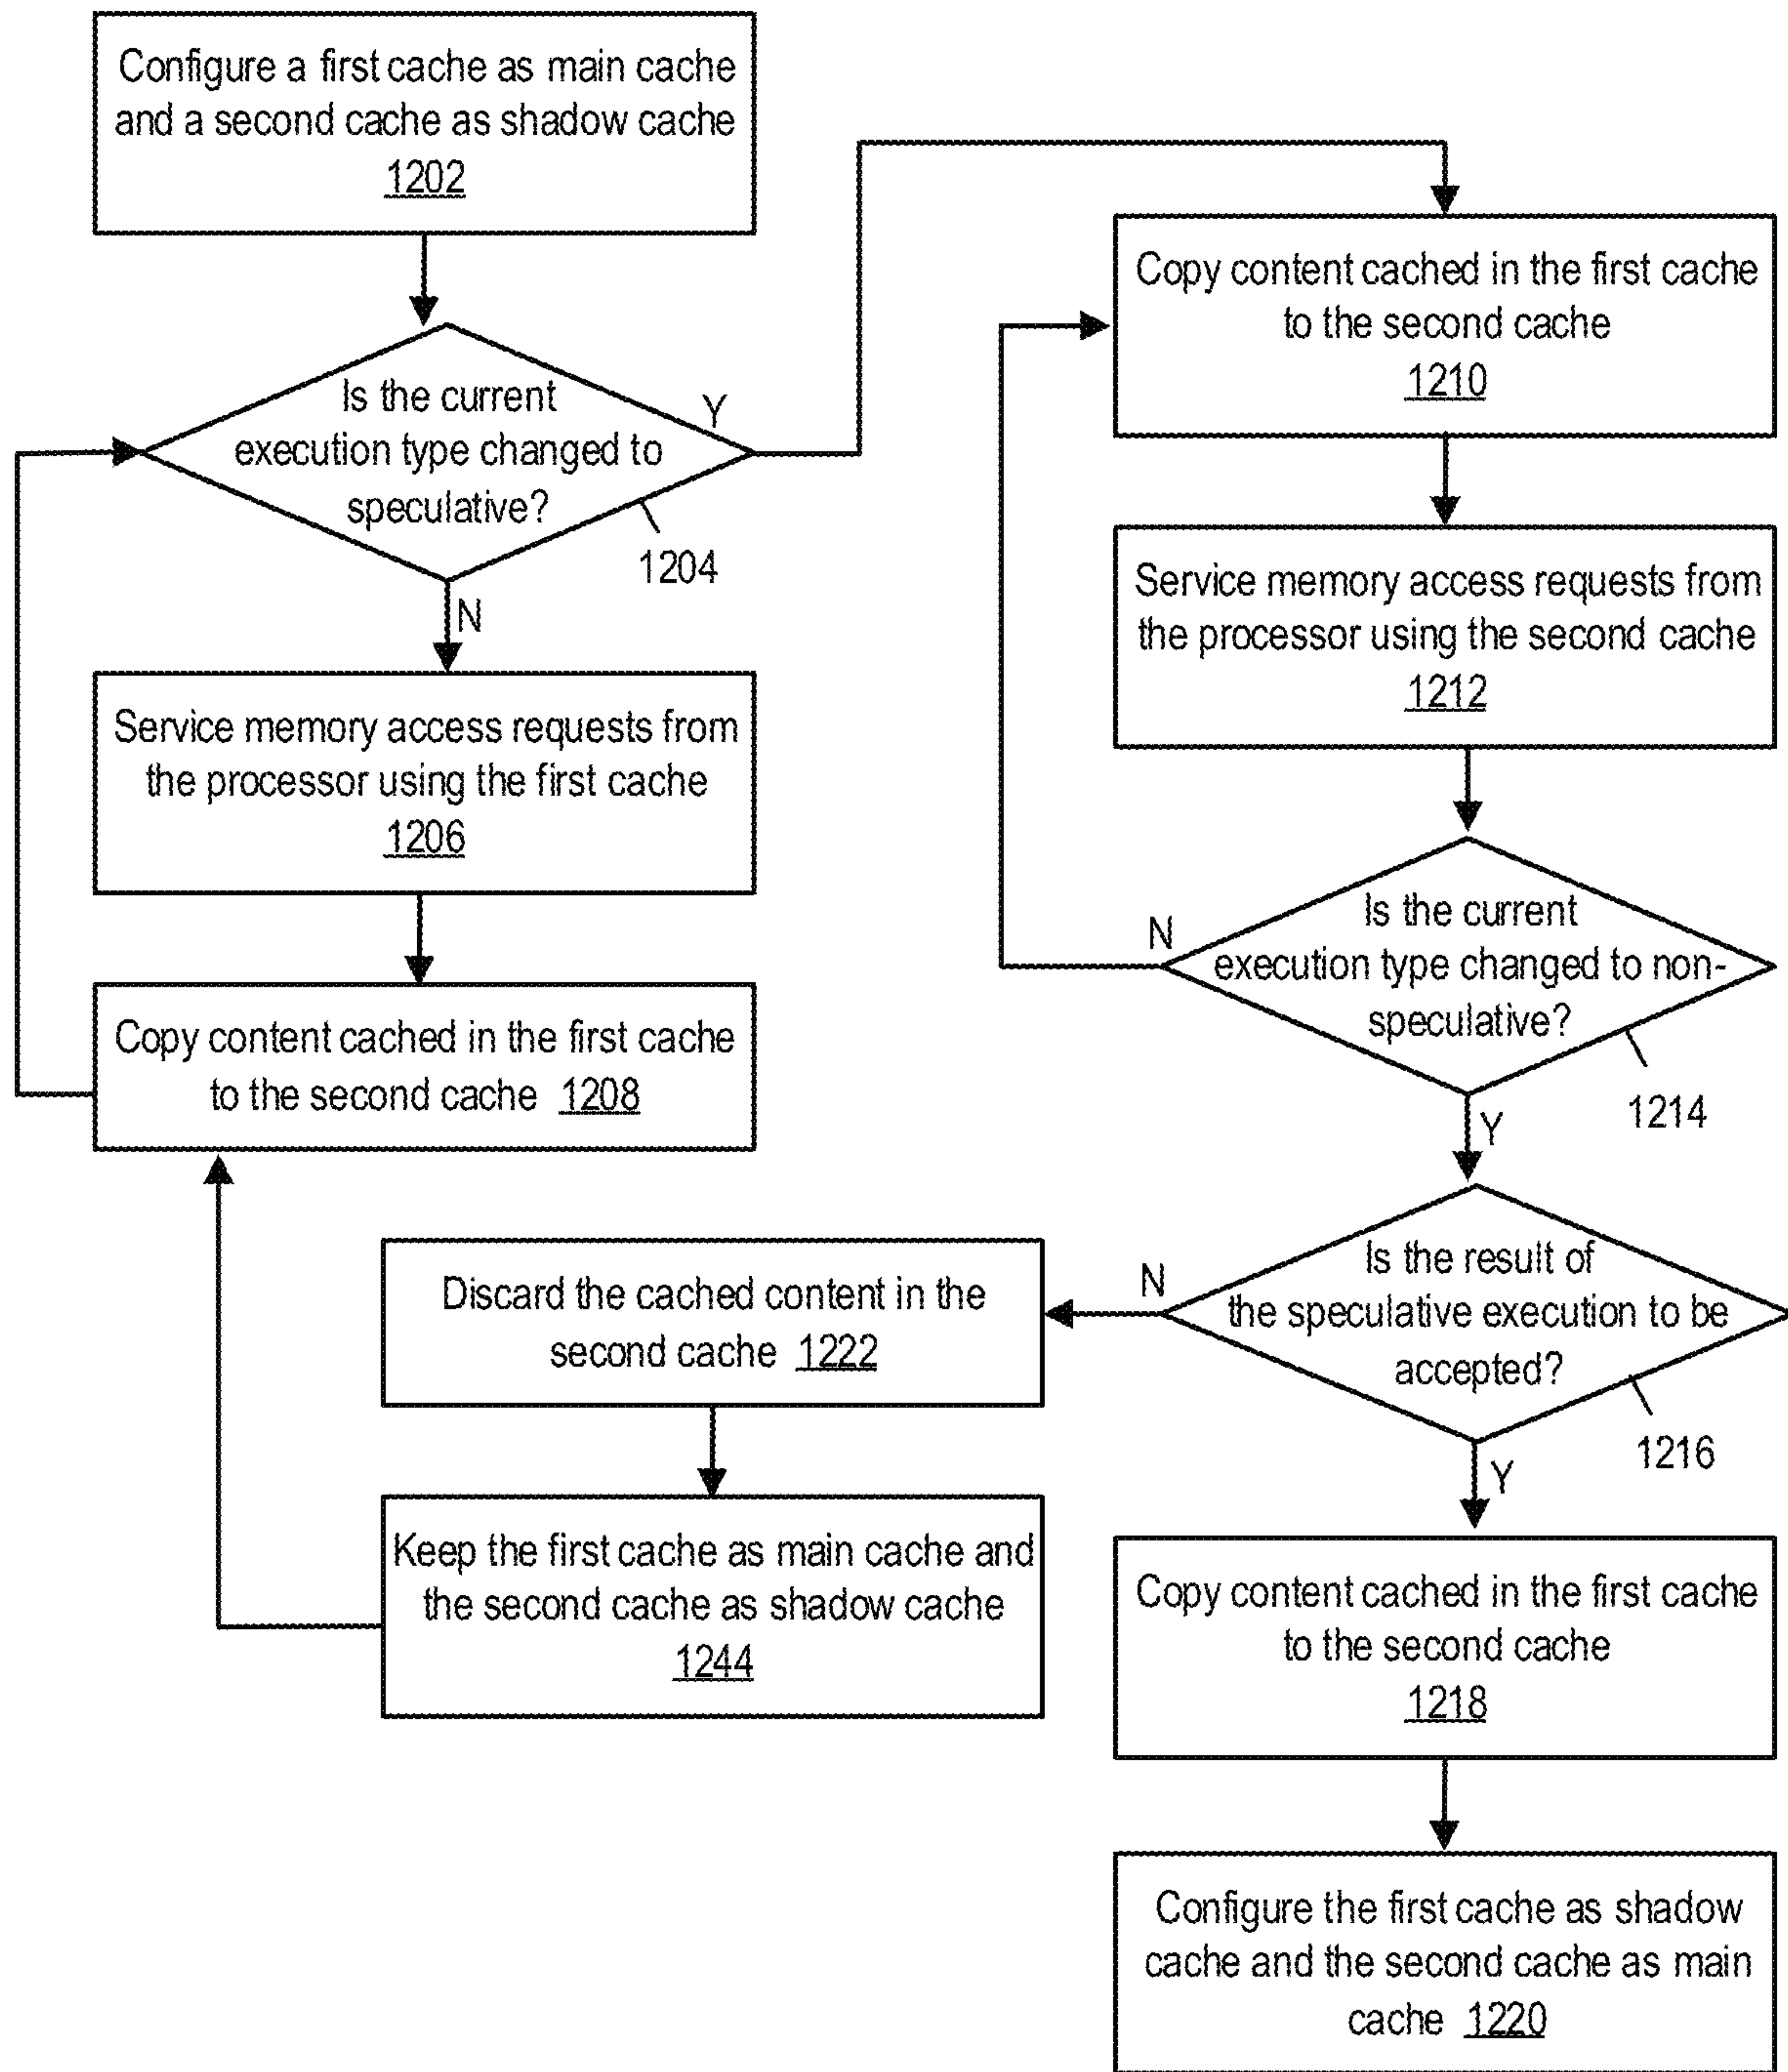 Configure a first cache as main cache
and a second cache as shadow cache
1202
Is the current
execution type changed to
speculative?
Y
1204
N
Service memory access requests from
the processor using the first cache
1206
Copy content cached in the first cache
to the second cache 1208
Copy content cached in the first cache
to the second cache
1210
Service memory access requests from
the processor using the second cache
1212
Is the current
execution type changed to non-
speculative?
N
1214
Y
Is the result of
the speculative execution to be
accepted?
N
1216
Y
Discard the cached content in the
second cache 1222
Keep the first cache as main cache and
the second cache as shadow cache
1244
Copy content cached in the first cache
to the second cache
1218
Configure the first cache as shadow
cache and the second cache as main
cache 1220